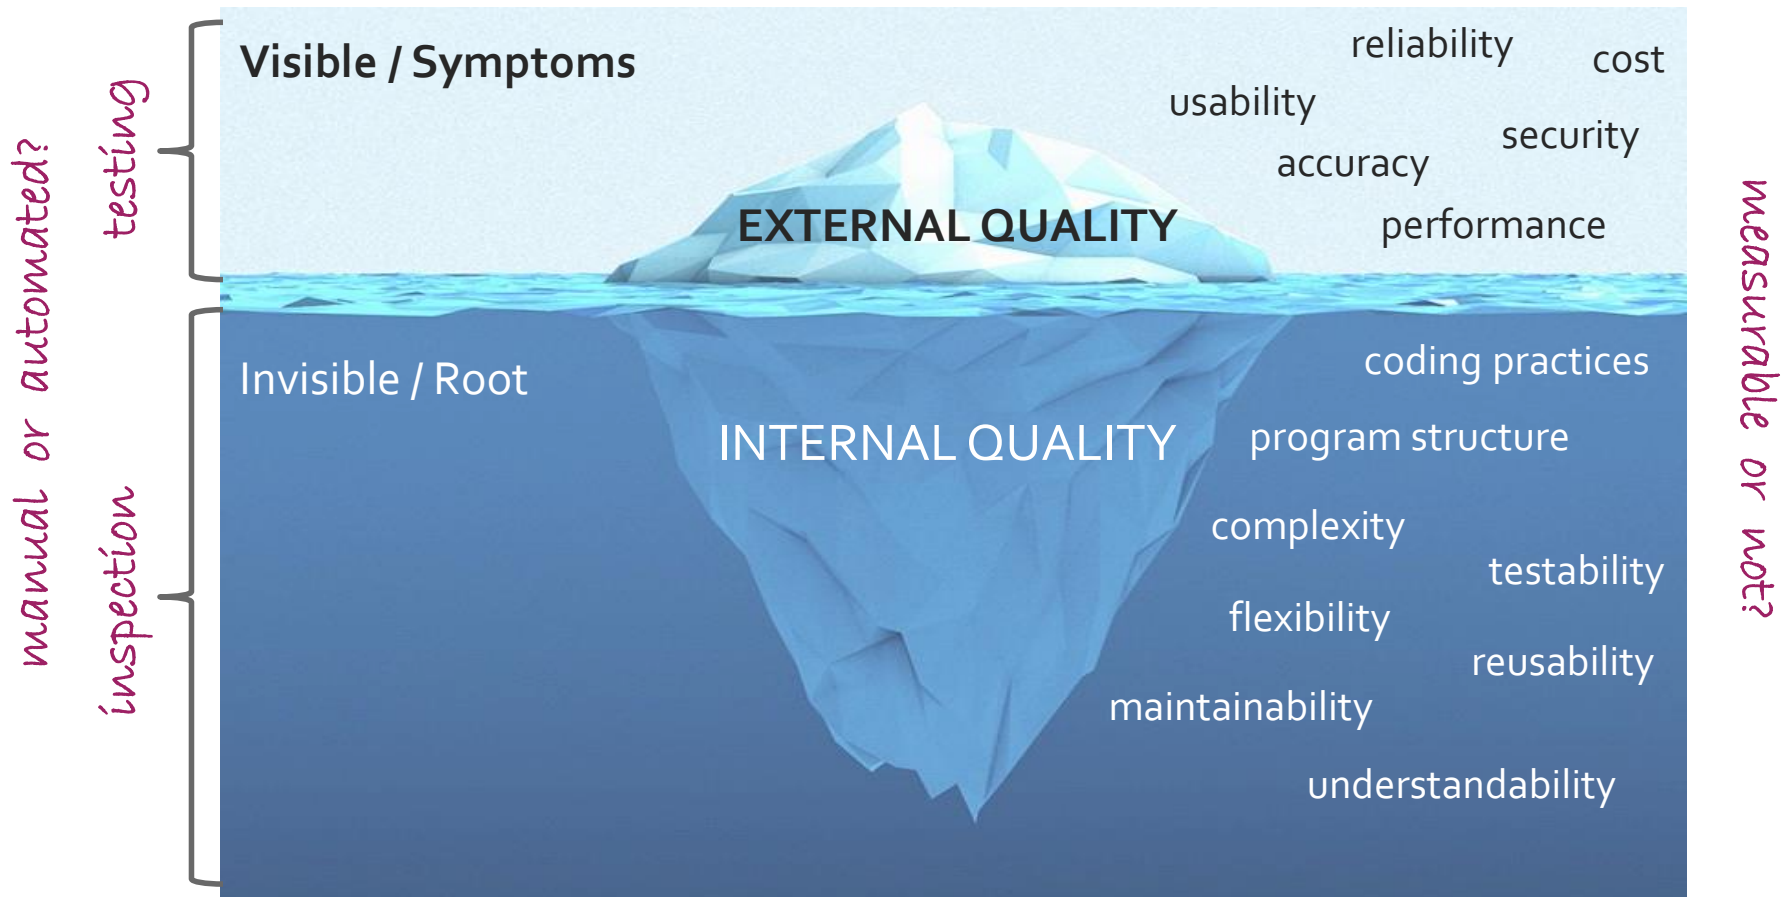 manual or automated?
testing
inspection
Visible / Symptoms
reliability
cost
usability
security
accuracy
EXTERNAL QUALITY
performance
Invisible / Root
coding practices
INTERNAL QUALITY
program structure
complexity
testability
flexibility
reusability
maintainability
understandability
measurable or not?